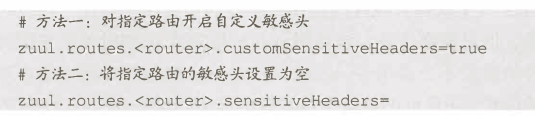 # 方法一：对指定路由开启自定义敏感头
zuul.routes.<router>.customSensitiveHeaders=true
# 方法二：将指定路由的敏感头设置为空
zuul.routes.<router>.sensitiveHeaders=